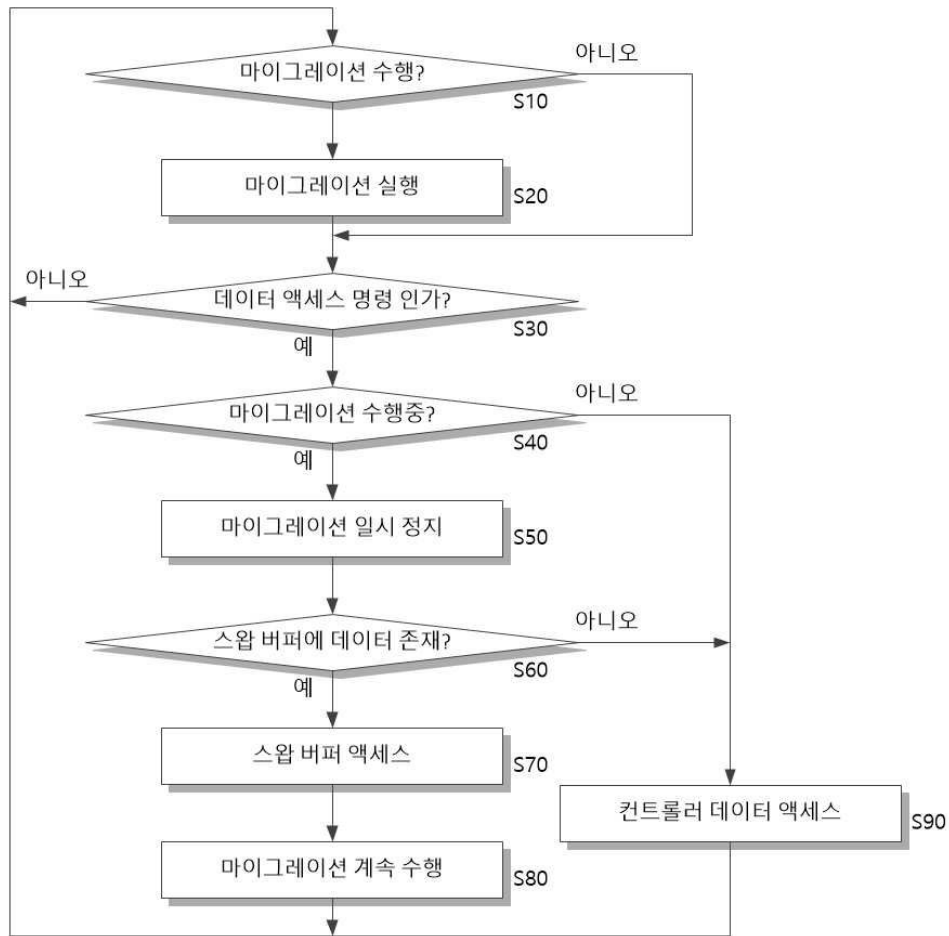 마이그레이션 수행?
아니오
S10
마이그레이션 실행
S20
아니오
데이터 액세스 명령 인가?
S30
예
마이그레이션 수행중?
아니오
S40
예
마이그레이션 일시 정지
S50
스왑 버퍼에 데이터 존재?
아니오
S60
예
스왑 버퍼 액세스
S70
컨트롤러 데이터 액세스
S90
마이그레이션 계속 수행
S80